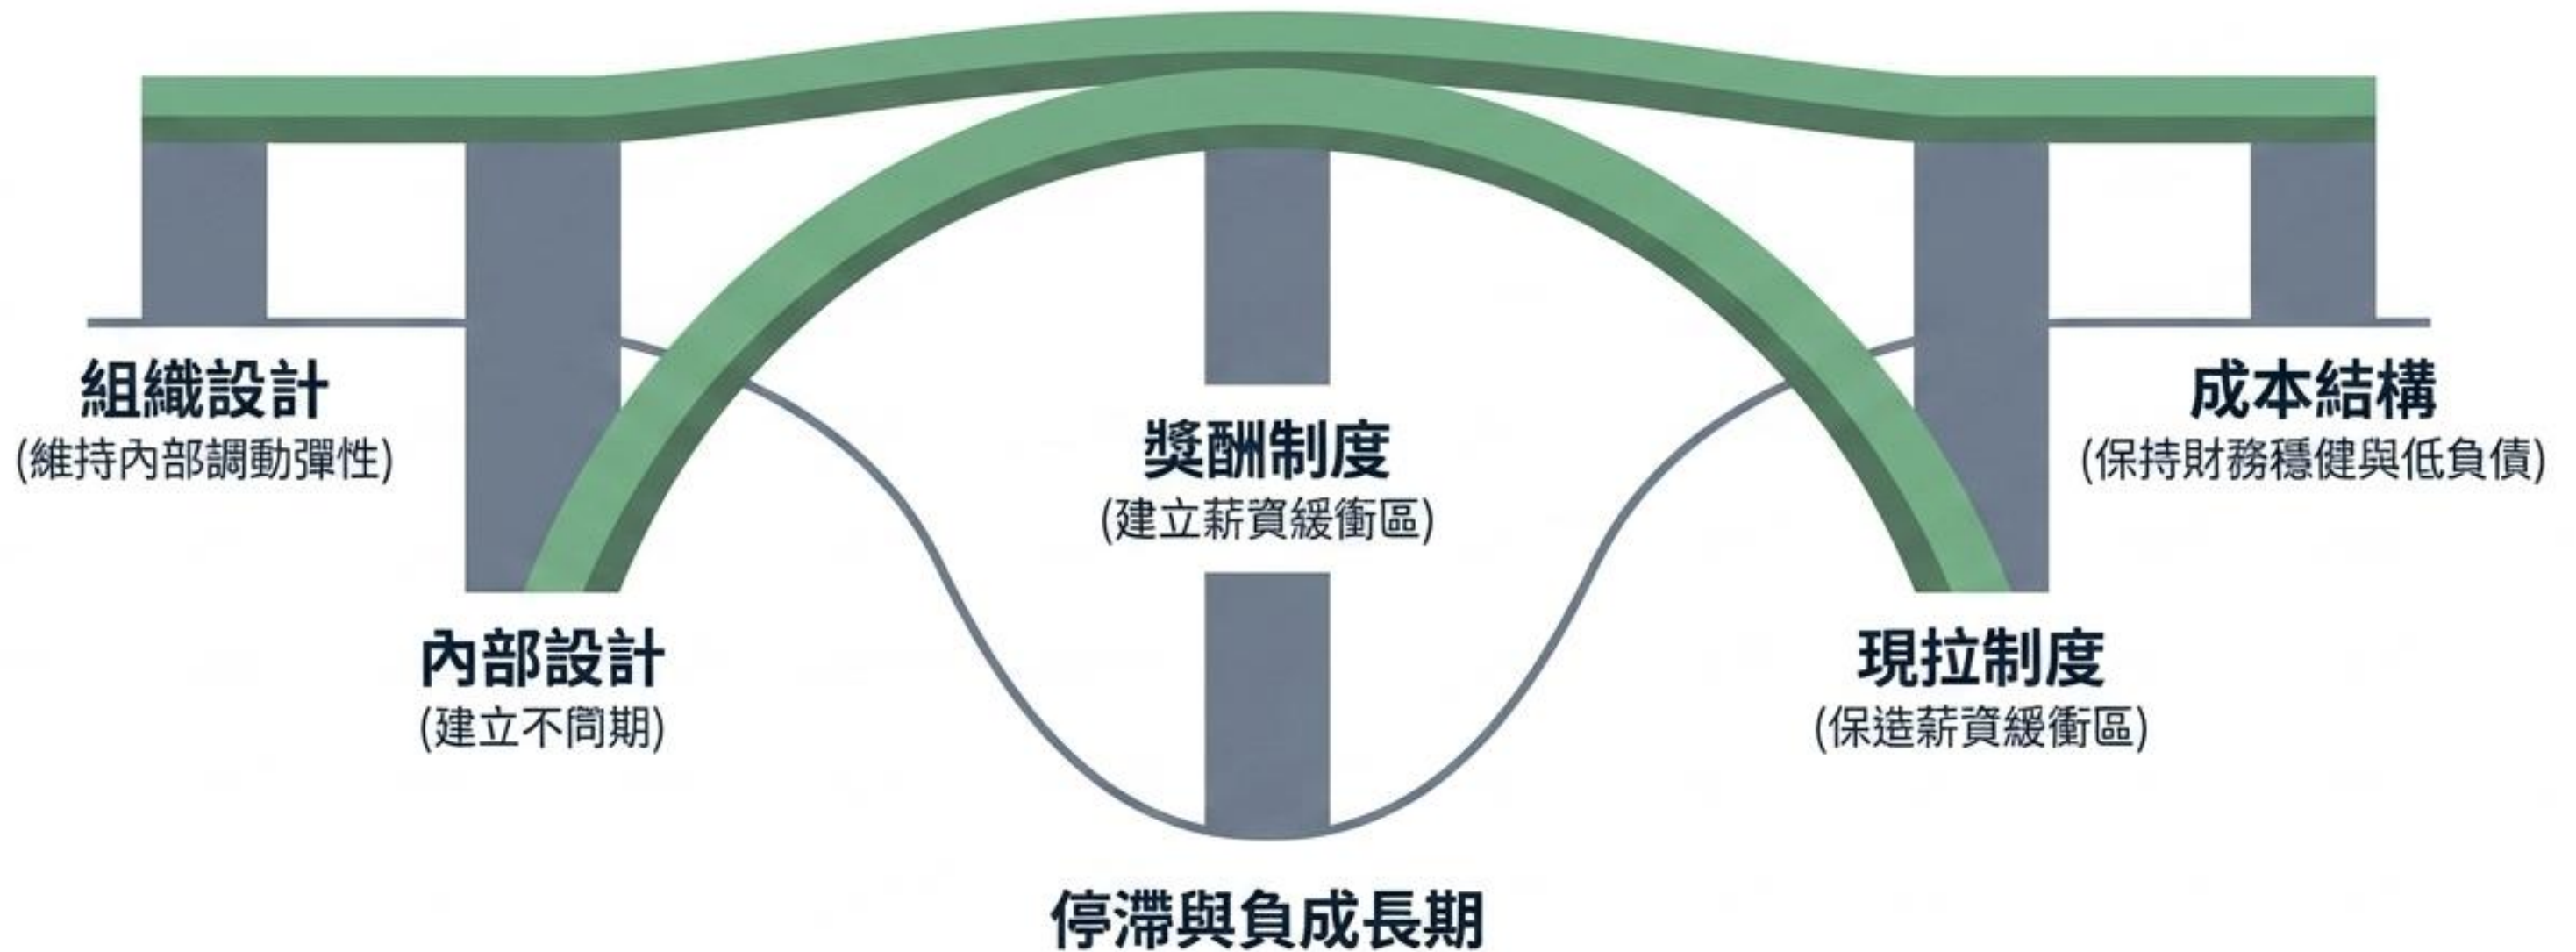 組織設計
(維持內部調動彈性)
內部設計
(建立不同期)
獎酬制度
(建立薪資緩衝區)
停滯與負成長期
現拉制度
(保造薪資緩衝區)
成本結構
(保持財務穩健與低負債)